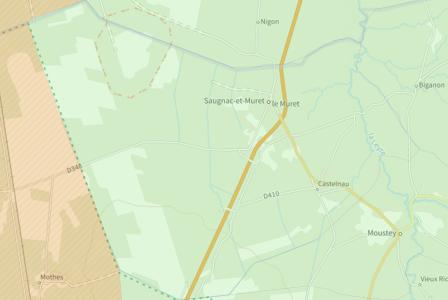 Nigon
Biganon
Saugnac-et-Muret
le Muret
la Leyre
D348
Castelnau
D410
Moustey
Mothes
Vieux Ric